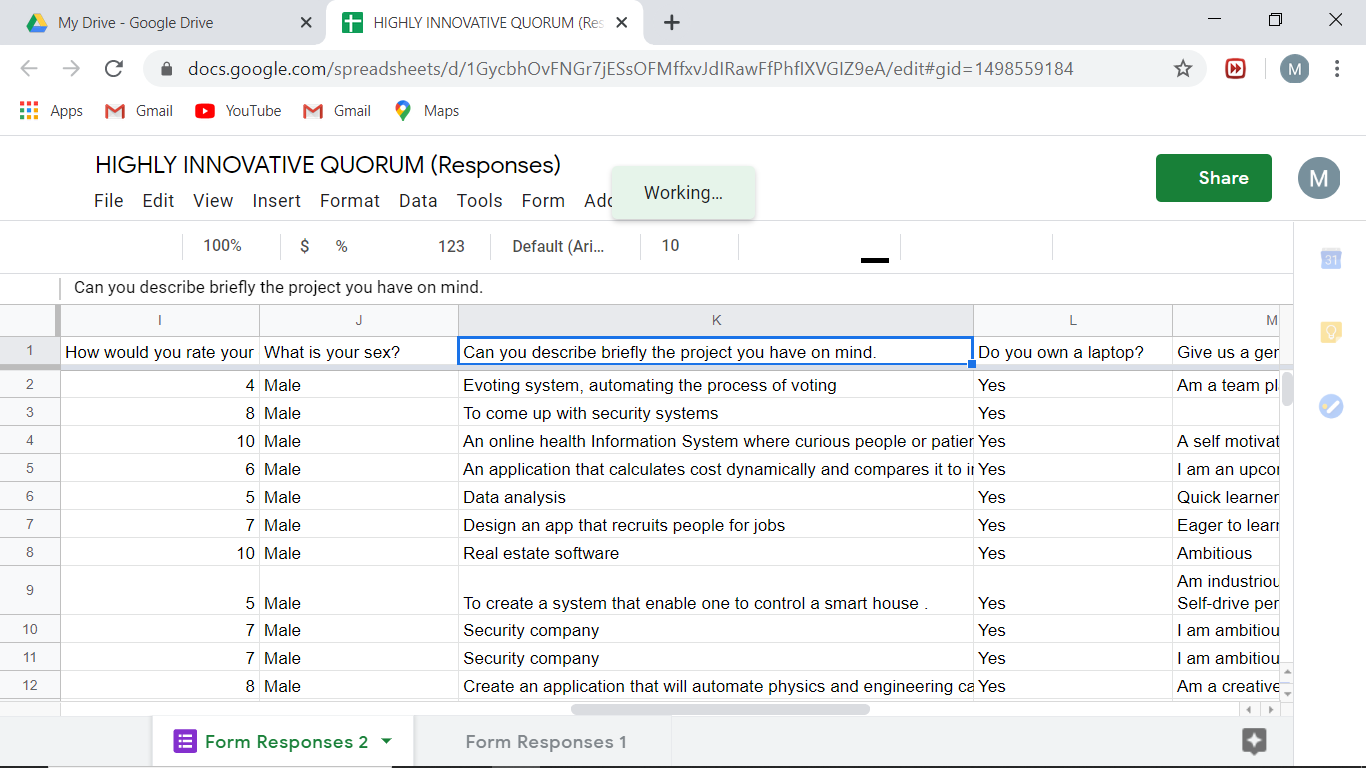 My Drive - Google Drive
HIGHLY INNOVATIVE QUORUM (Res
docs.google.com/spreadsheets/d/1GycbhOvFNGr7jESsOFMffxvJdIRawFfPhfIXVGIZ9eA/edit#gid=1498559184
M
Apps Gmail YouTube Gmail Maps
HIGHLY INNOVATIVE QUORUM (Responses)
Working...
Share
M
File Edit View Insert Format Data Tools Form Add
100% $ % 123 Default (Ari... 10
31
Can you describe briefly the project you have on mind.
I J K L M
1 How would you rate your What is your sex? Can you describe briefly the project you have on mind. Do you own a laptop? Give us a ger
2 4 Male Evoting system, automating the process of voting Yes Am a team pl
3 8 Male To come up with security systems Yes
4 10 Male An online health Information System where curious people or patier Yes A self motivat
5 6 Male An application that calculates cost dynamically and compares it to ir Yes I am an upcor
6 5 Male Data analysis Yes Quick learner
7 7 Male Design an app that recruits people for jobs Yes Eager to learr
8 10 Male Real estate software Yes Ambitious
Am industriou
9 5 Male To create a system that enable one to control a smart house . Yes Self-drive per
10 7 Male Security company Yes I am ambitiou
11 7 Male Security company Yes I am ambitiou
12 8 Male Create an application that will automate physics and engineering ca Yes Am a creative
Form Responses 2 Form Responses 1